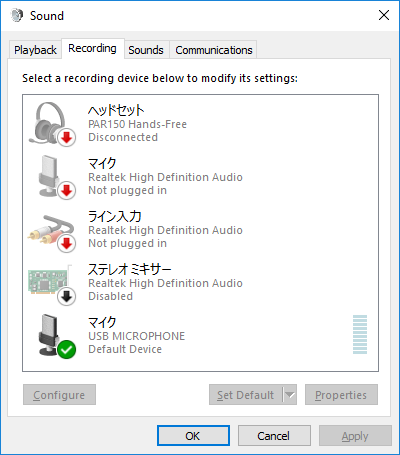 Sound
Playback Recording Sounds Communications
Select a recording device below to modify its settings:
ヘッドセット
PAR150 Hands-Free
Disconnected
マイク
Realtek High Definition Audio
Not plugged in
ライン入力
Realtek High Definition Audio
Not plugged in
ステレオ ミキサー
Realtek High Definition Audio
Disabled
マイク
USB MICROPHONE
Default Device
Configure Set Default Properties
OK Cancel Apply